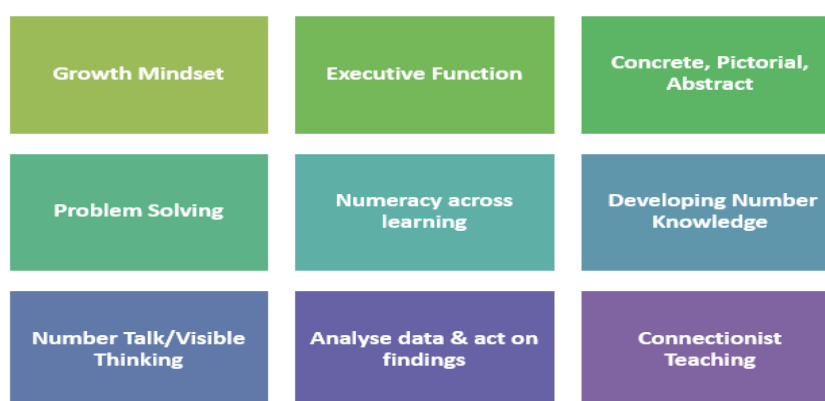 Growth Mindset
Executive Function
Concrete, Pictorial,
Abstract
Problem Solving
Numeracy across
learning
Developing Number
Knowledge
Number Talk/Visible
Thinking
Analyse data & act on
findings
Connectionist
Teaching